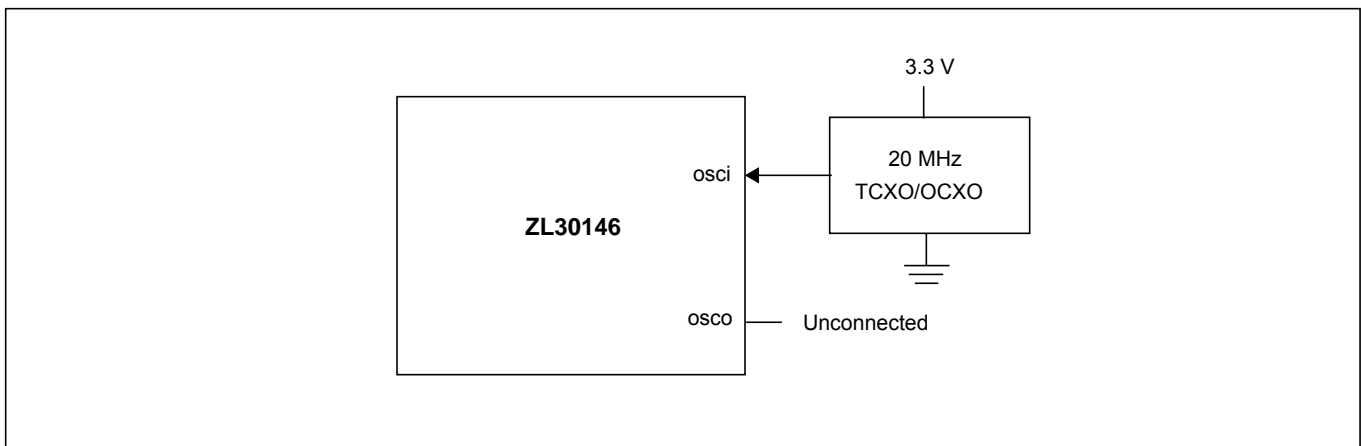 3.3 V
20 MHz
TCXO/OCXO
osci
ZL30146
osco
Unconnected